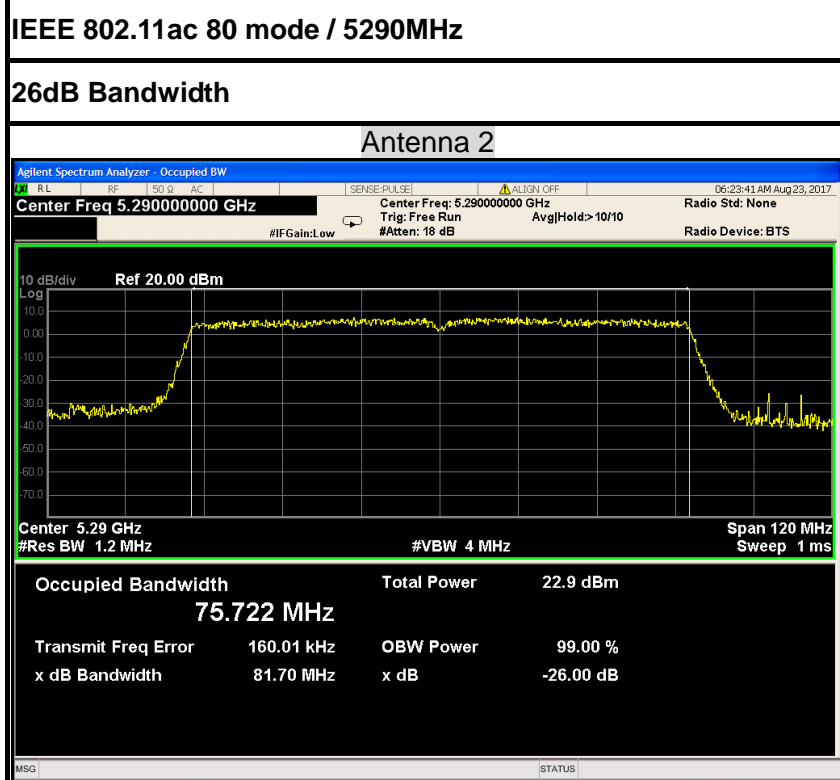 IEEE 802.11ac 80 mode / 5290MHz
26dB Bandwidth
Antenna 2
Agilent Spectrum Analyzer - Occupied BW
LXI RL RF 50 Ω AC SENSE:PULSE ALIGN OFF 06:23:41 AM Aug 23, 2017
Center Freq 5.290000000 GHz Center Freq: 5.290000000 GHz Radio Std: None
Trig: Free Run Avg|Hold:>10/10
#IFGain:Low #Atten: 18 dB Radio Device: BTS
10 dB/div Ref 20.00 dBm
Log
10.0
0.00
-10.0
-20.0
-30.0
-40.0
-50.0
-60.0
-70.0
Center 5.29 GHz Span 120 MHz
#Res BW 1.2 MHz #VBW 4 MHz Sweep 1 ms
Occupied Bandwidth Total Power 22.9 dBm
75.722 MHz
Transmit Freq Error 160.01 kHz OBW Power 99.00 %
x dB Bandwidth 81.70 MHz x dB -26.00 dB
MSG STATUS